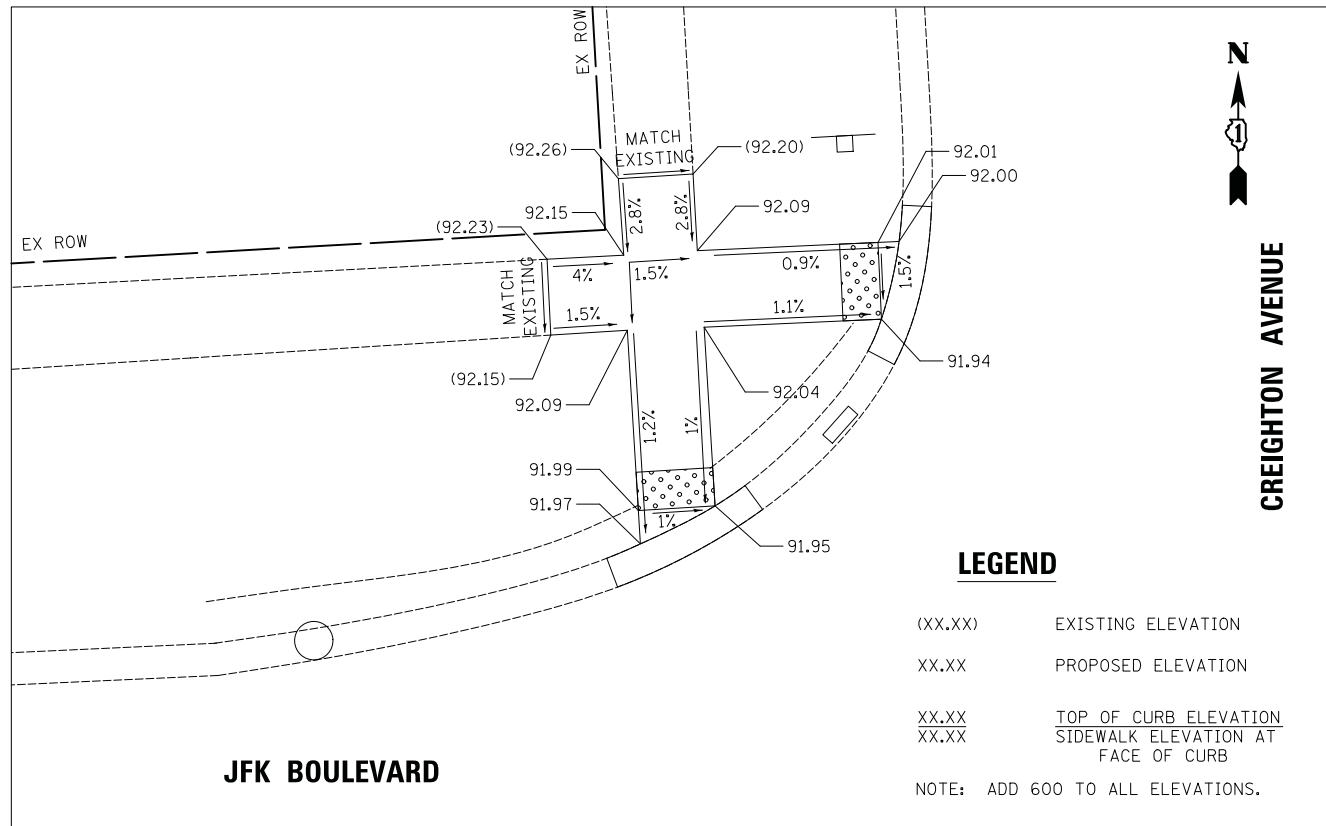 EX ROW
N
1
MATCH
EXISTING
(92.26)
(92.20)
92.01
92.00
92.15
2.8%
2.8%
92.09
(92.23)
EX ROW
4%
1.5%
0.9%
1.5%
MATCH
EXISTING
1.5%
1.1%
(92.15)
92.09
92.04
91.94
1.2%
1%
91.99
91.97
1%
91.95
CREIGHTON AVENUE
JFK BOULEVARD
LEGEND
(XX.XX) EXISTING ELEVATION
XX.XX PROPOSED ELEVATION
XX.XX TOP OF CURB ELEVATION
XX.XX SIDEWALK ELEVATION AT
FACE OF CURB
NOTE: ADD 600 TO ALL ELEVATIONS.